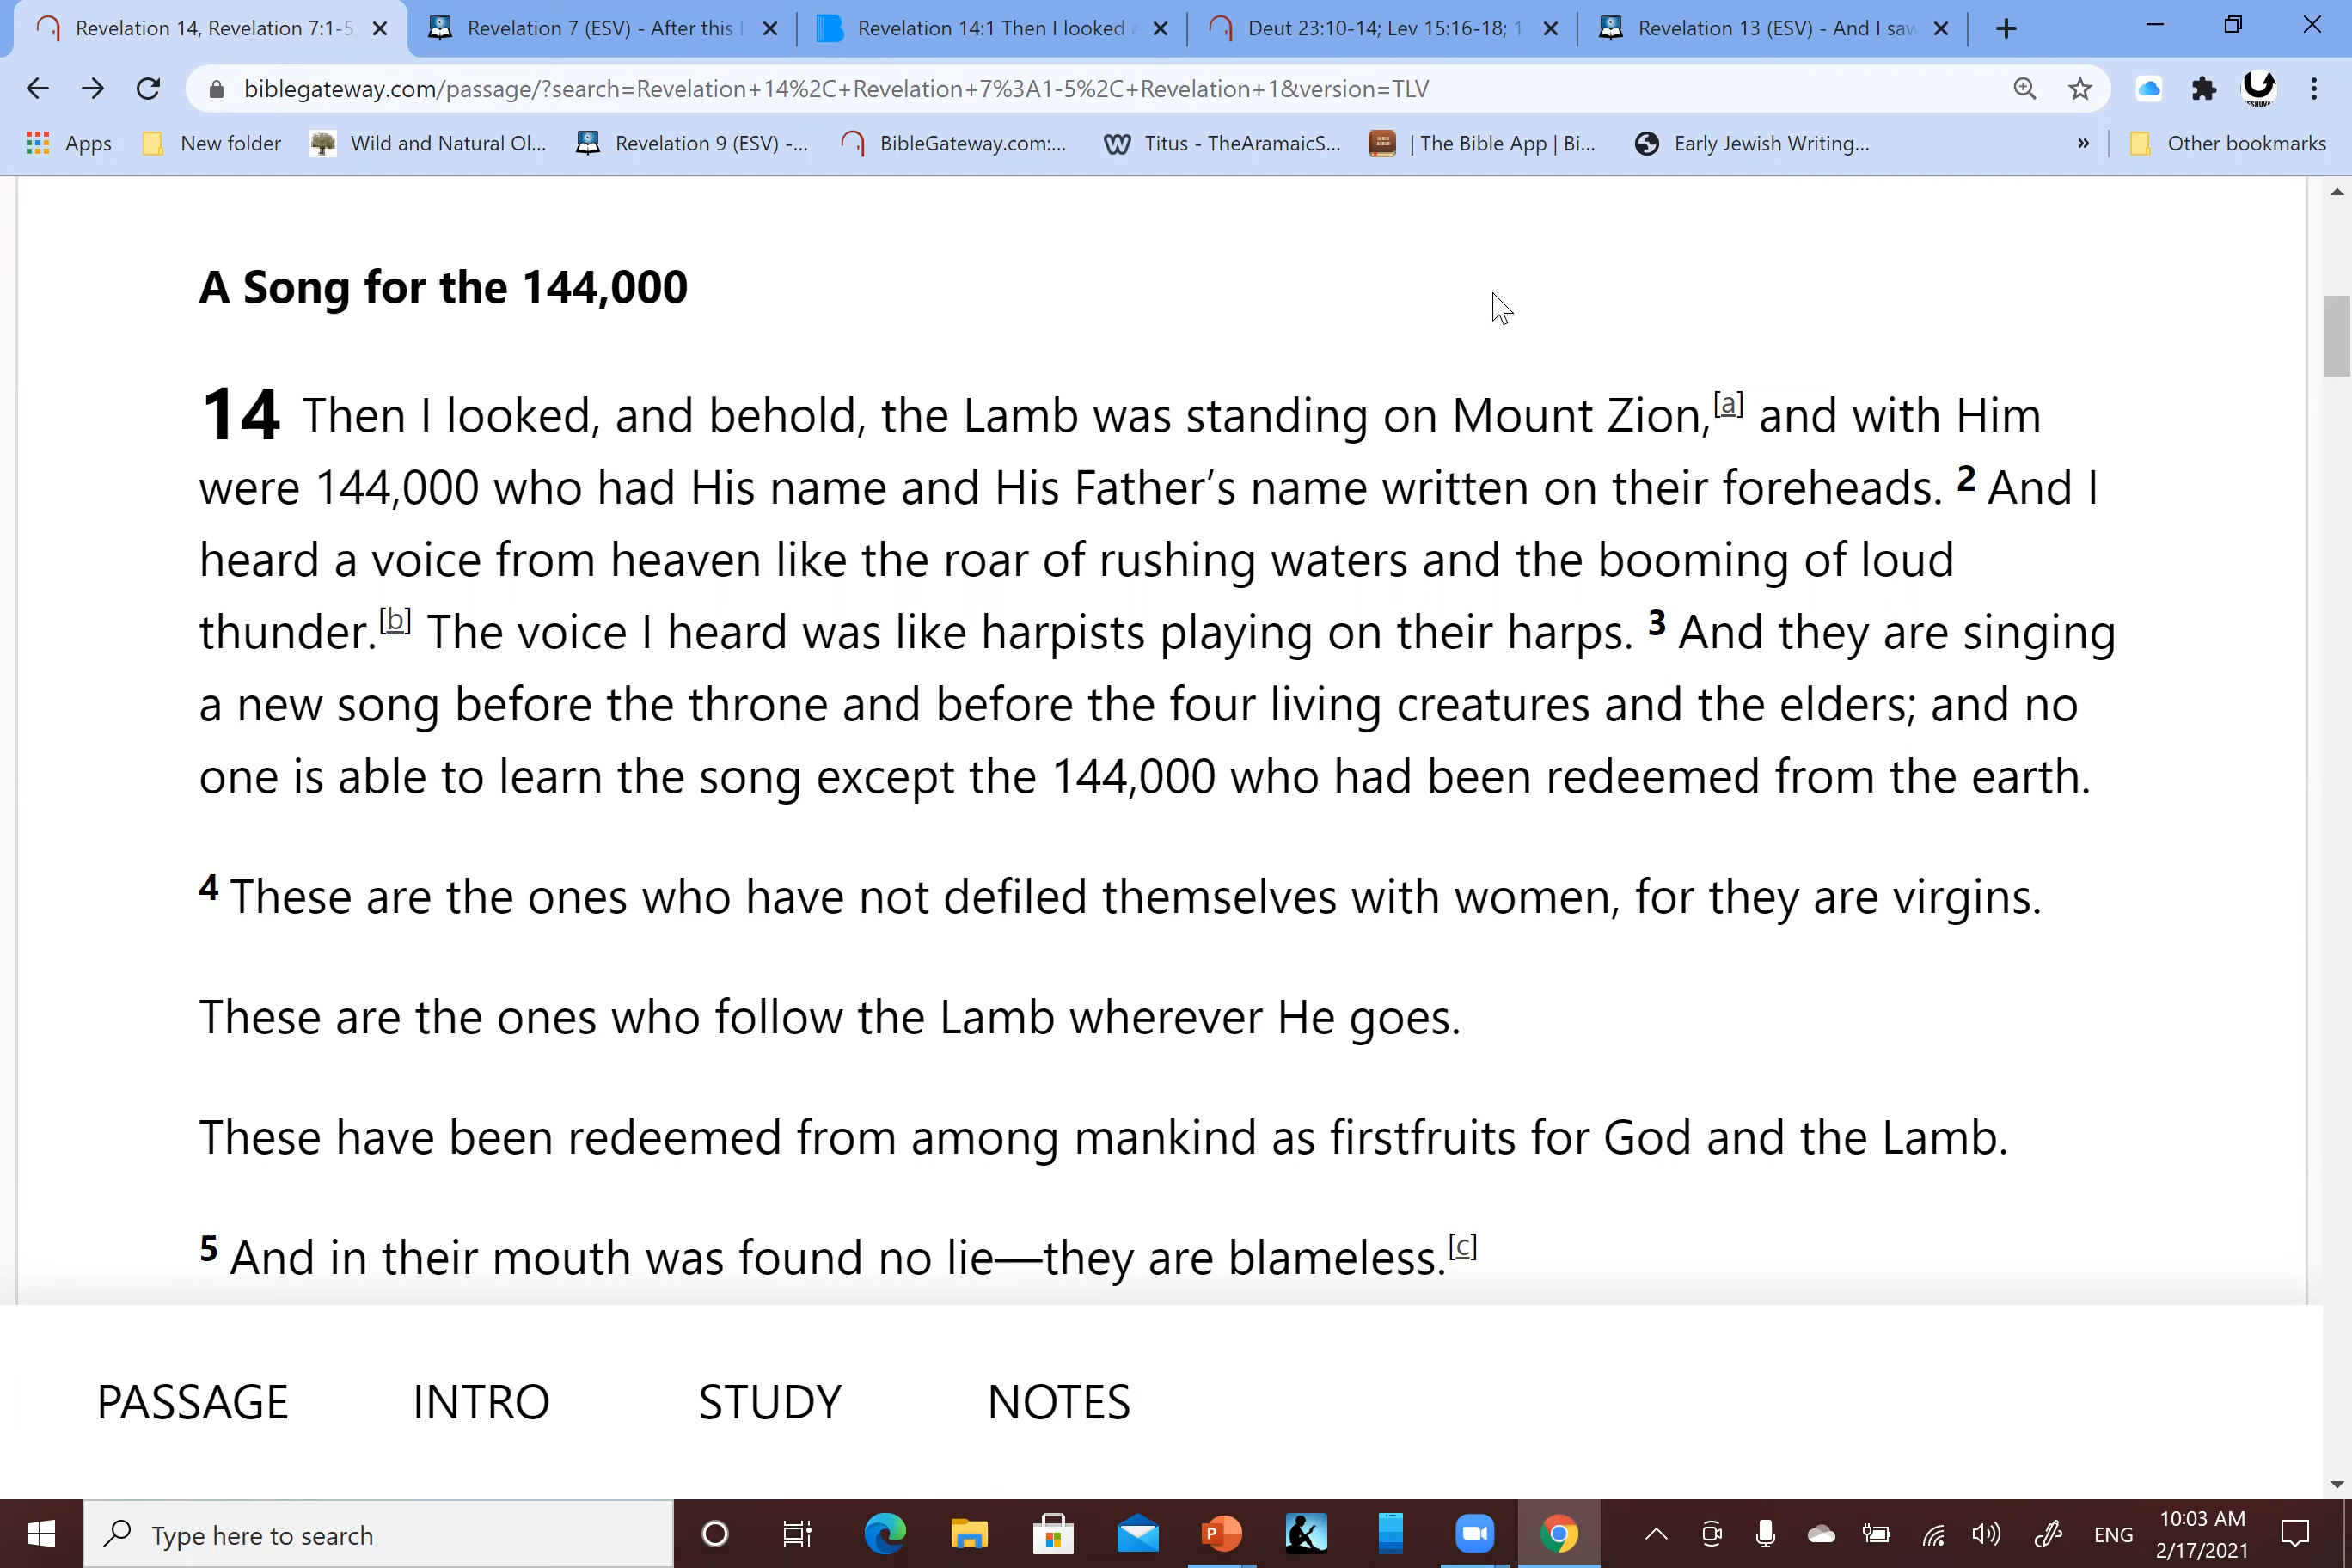 Revelation 14, Revelation 7:1-5,
Revelation 7 (ESV) - After this I
Revelation 14:1 Then I looked a
Deut 23:10-14; Lev 15:16-18; 1
Revelation 13 (ESV) - And I saw
biblegateway.com/passage/?search=Revelation+14%2C+Revelation+7%3A1-5%2C+Revelation+1&version=TLV
Apps
New folder
Wild and Natural Ol...
Revelation 9 (ESV) -...
BibleGateway.com:...
Titus - TheAramaicS...
| The Bible App | Bi...
Early Jewish Writing...
»
Other bookmarks
A Song for the 144,000
14 Then I looked, and behold, the Lamb was standing on Mount Zion,[a] and with Him
were 144,000 who had His name and His Father’s name written on their foreheads. 2 And I
heard a voice from heaven like the roar of rushing waters and the booming of loud
thunder.[b] The voice I heard was like harpists playing on their harps. 3 And they are singing
a new song before the throne and before the four living creatures and the elders; and no
one is able to learn the song except the 144,000 who had been redeemed from the earth.
4 These are the ones who have not defiled themselves with women, for they are virgins.
These are the ones who follow the Lamb wherever He goes.
These have been redeemed from among mankind as firstfruits for God and the Lamb.
5 And in their mouth was found no lie—they are blameless.[c]
PASSAGE INTRO STUDY NOTES
Type here to search
ENG
10:03 AM
2/17/2021